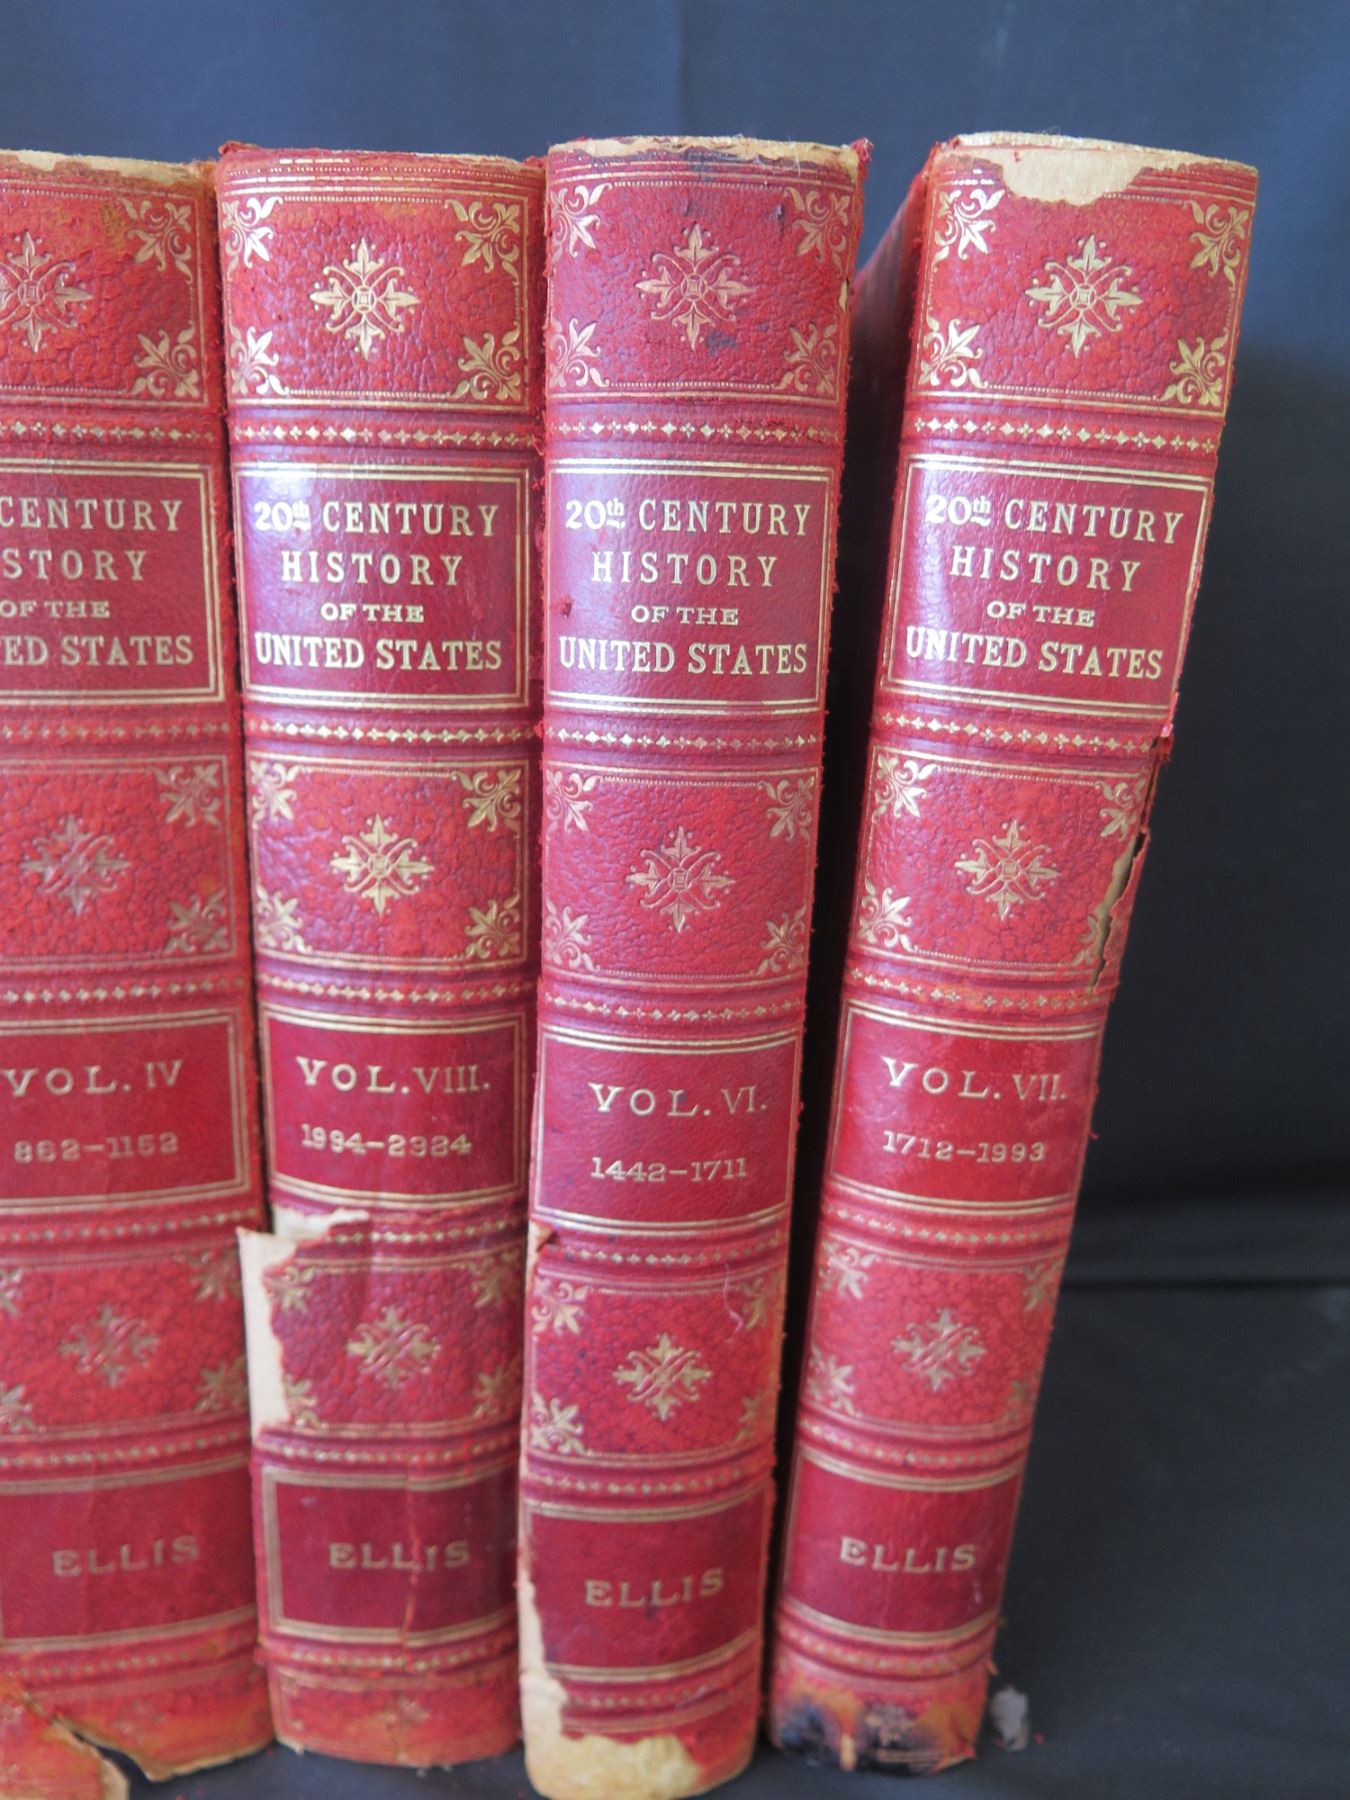 CENTURY
STORY
OF THE
ED STATES
VOL. IV
862-1152
ELLIS
20th CENTURY
HISTORY
OF THE
UNITED STATES
VOL. VIII.
1994-2324
ELLIS
20th CENTURY
HISTORY
OF THE
UNITED STATES
VOL. VI.
1442-1711
ELLIS
20th CENTURY
HISTORY
OF THE
UNITED STATES
VOL. VII.
1712-1993
ELLIS